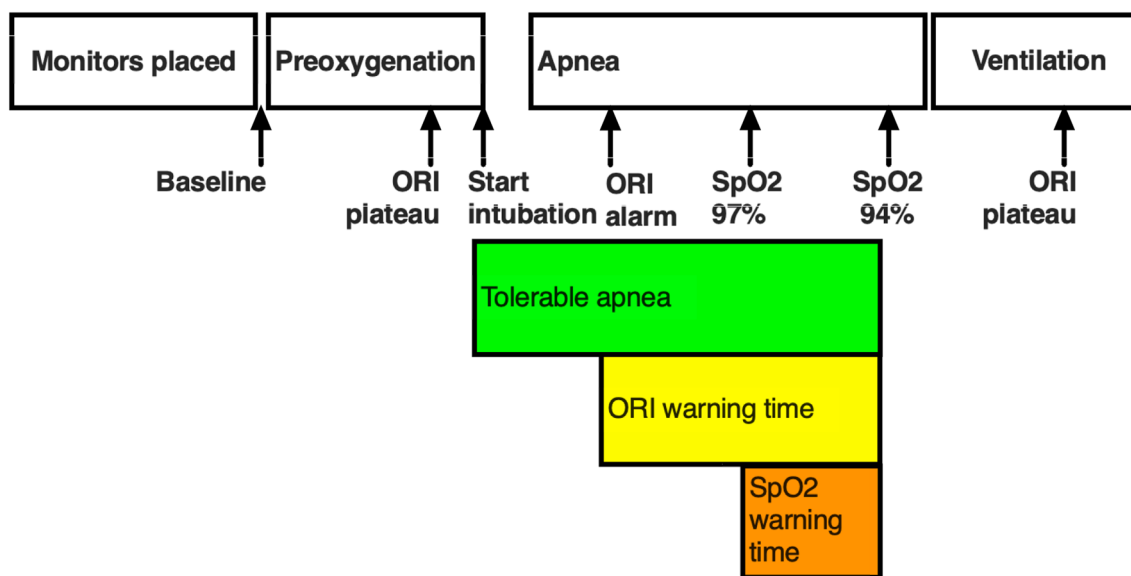 Monitors placed
Preoxygenation
Apnea
Ventilation
Baseline
ORI
plateau
Start
intubation
ORI
alarm
SpO2
97%
SpO2
94%
ORI
plateau
Tolerable apnea
ORI warning time
SpO2
warning
time